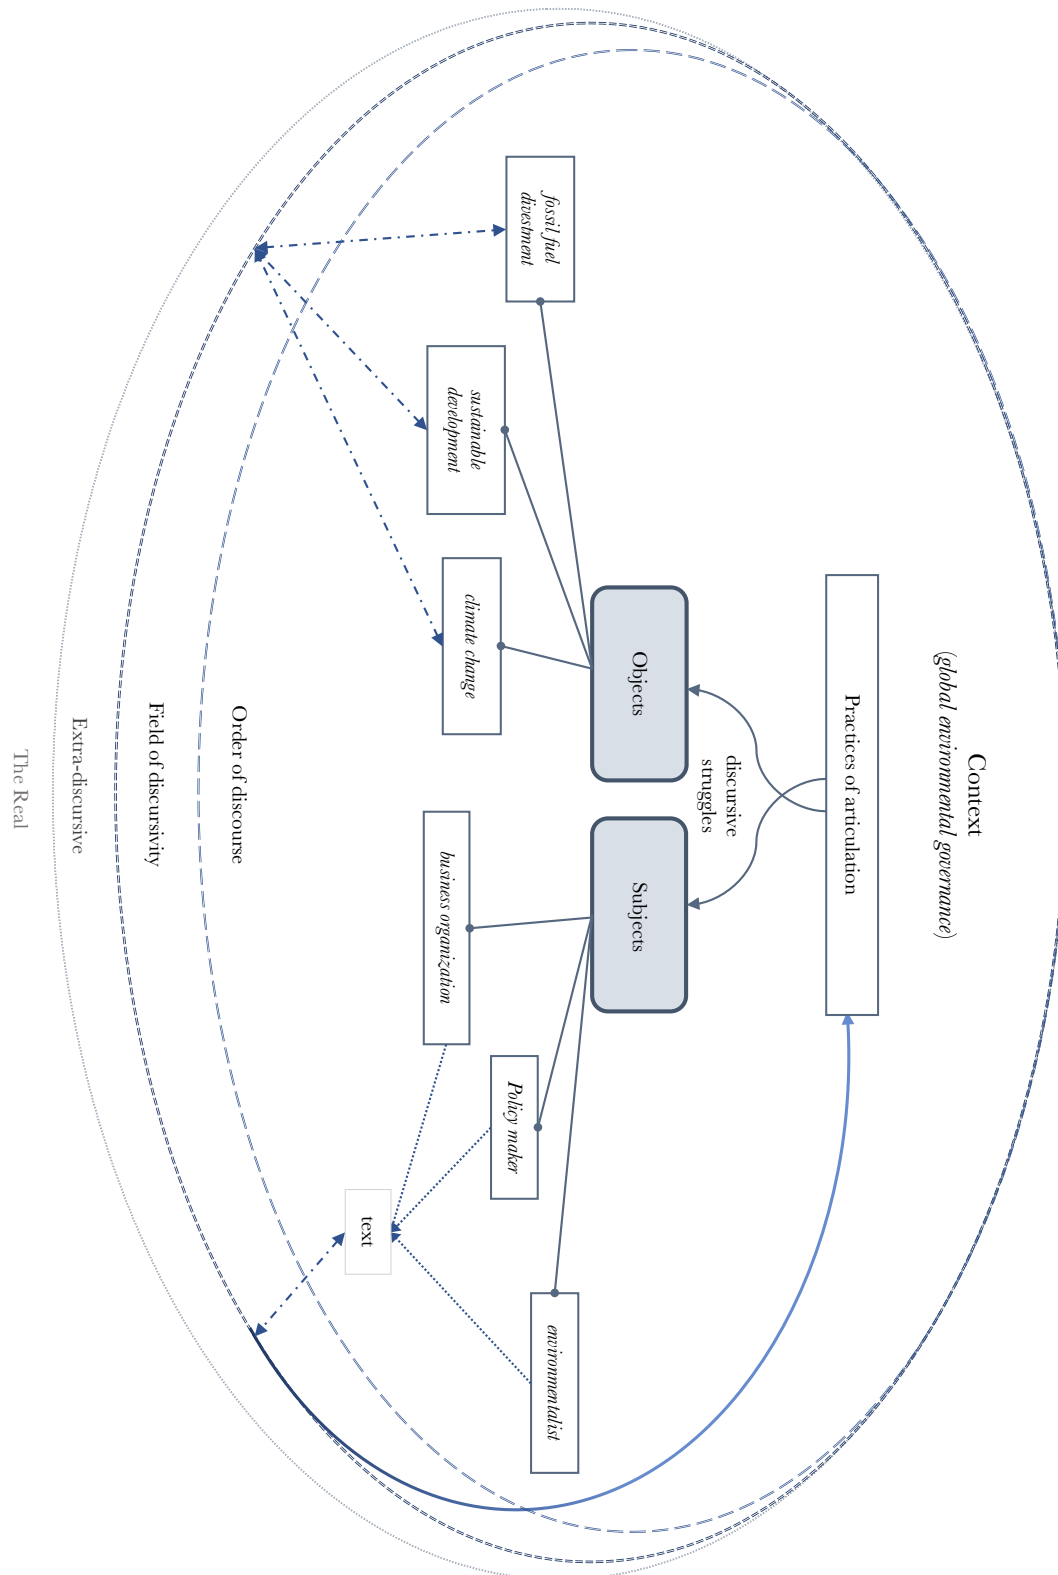 Context
(global environmental governance)
Practices of articulation
discursive
struggles
Objects
Subjects
fossil fuel
divestment
sustainable
development
climate change
business organization
Policy maker
environmentalist
text
Order of discourse
Field of discursivity
Extra-discursive
The Real